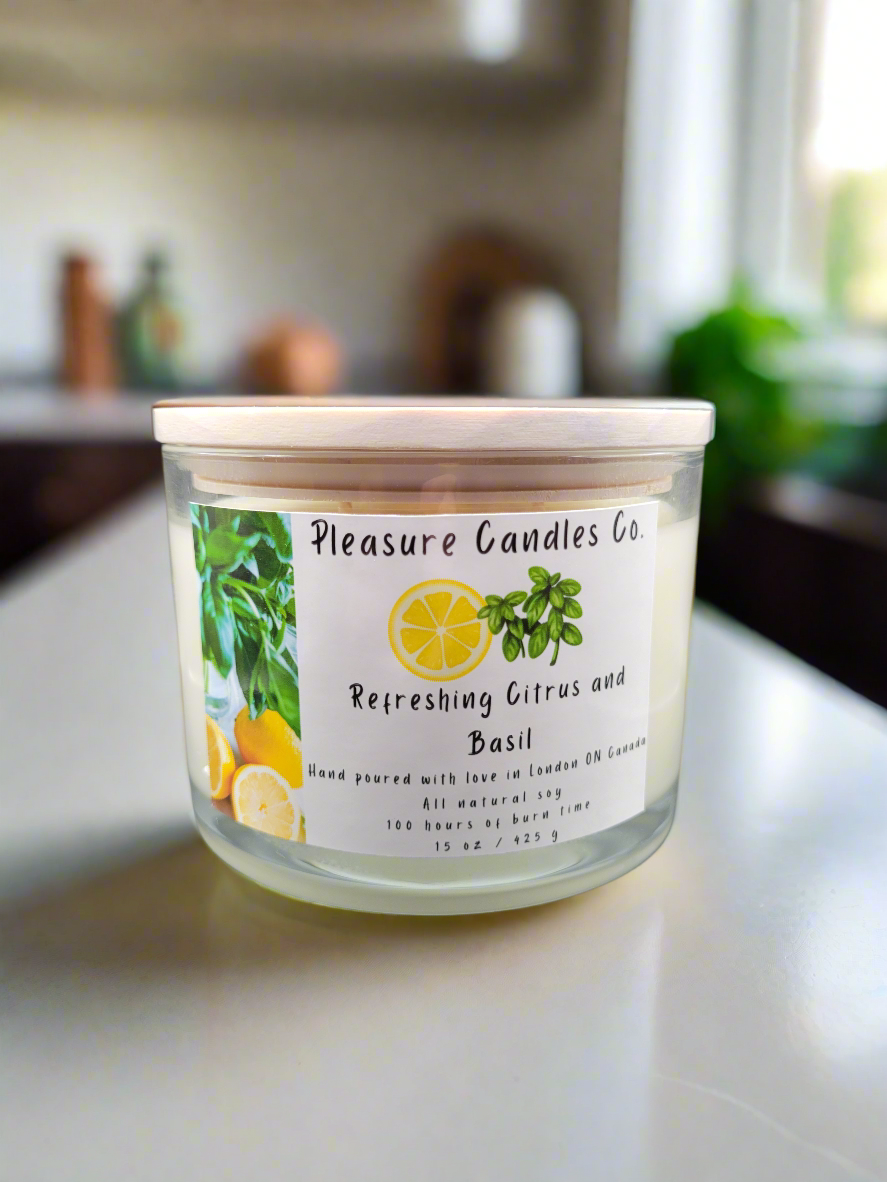 Pleasure Candles Co.
Refreshing Citrus and
Basil
Hand poured with love in London ON Canada
All natural soy
100 hours of burn time
15 oz / 425 g